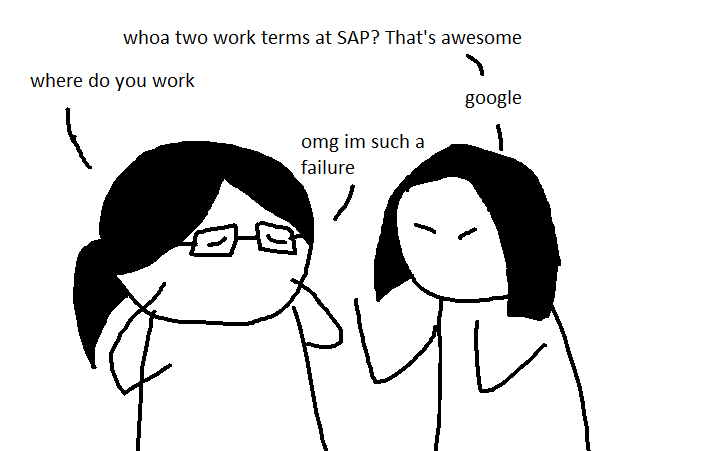 whoa two work terms at SAP? That's awesome
where do you work
google
omg im such a
failure